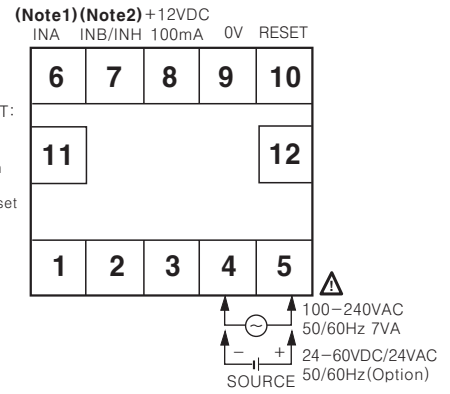 (Note1) (Note2) +12VDC
INA INB/INH 100mA 0V RESET
6 7 8 9 10
T:
11 12
set
1 2 3 4 5
100-240VAC
50/60Hz 7VA
- + 24-60VDC/24VAC
SOURCE 50/60Hz(Option)